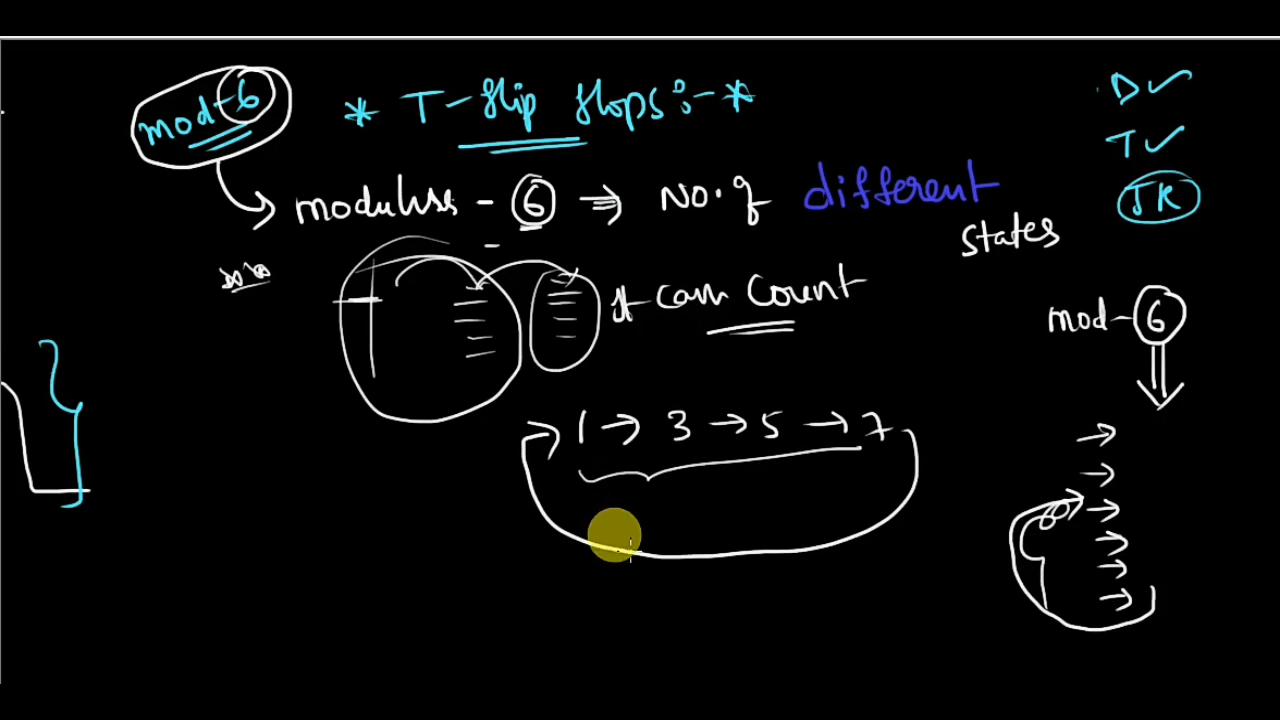 mod-6 * T-flip flops:-* D✓
T✓
modulus - 6 ⇒ No. of different JK
states
it can count
mod-6
→ 1 → 3 → 5 → 7